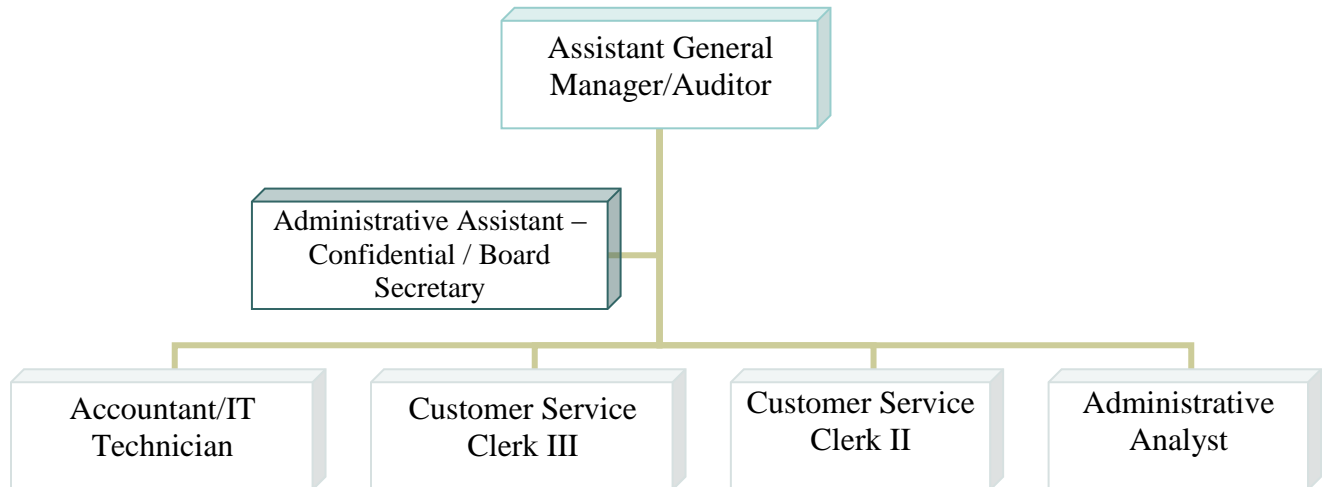 Assistant General
Manager/Auditor
Administrative Assistant –
Confidential / Board
Secretary
Accountant/IT
Technician
Customer Service
Clerk III
Customer Service
Clerk II
Administrative
Analyst